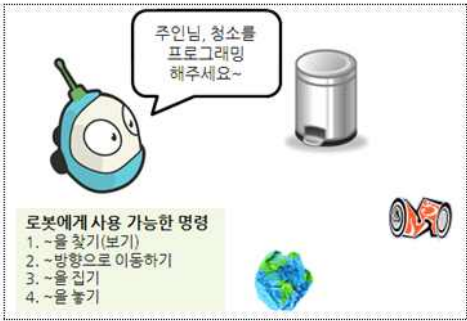 주인님, 청소를
프로그래밍
해주세요~
로봇에게 사용 가능한 명령
1. ~을 찾기(보기)
2. ~방향으로 이동하기
3. ~을 집기
4. ~을 놓기